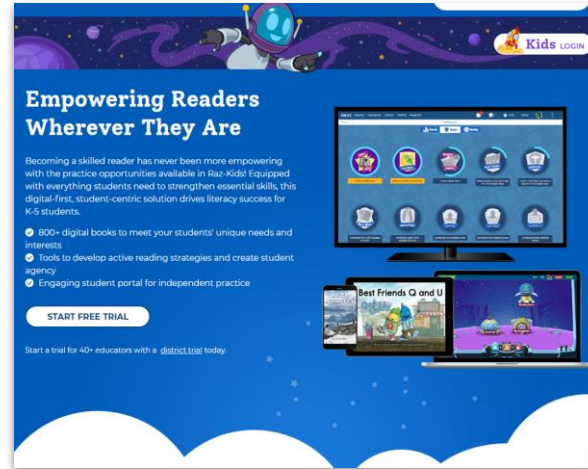 Kids LOGIN
Empowering Readers
Wherever They Are
Becoming a skilled reader has never been more empowering
with the practice opportunities available in Raz-Kids! Equipped
with everything students need to strengthen essential skills, this
digital-first, student-centric solution drives literacy success for
K-5 students.
800+ digital books to meet your students' unique needs and
interests
Tools to develop active reading strategies and create student
agency
Engaging student portal for independent practice
START FREE TRIAL
Start a trial for 40+ educators with a district trial today.
Best Friends Q and U